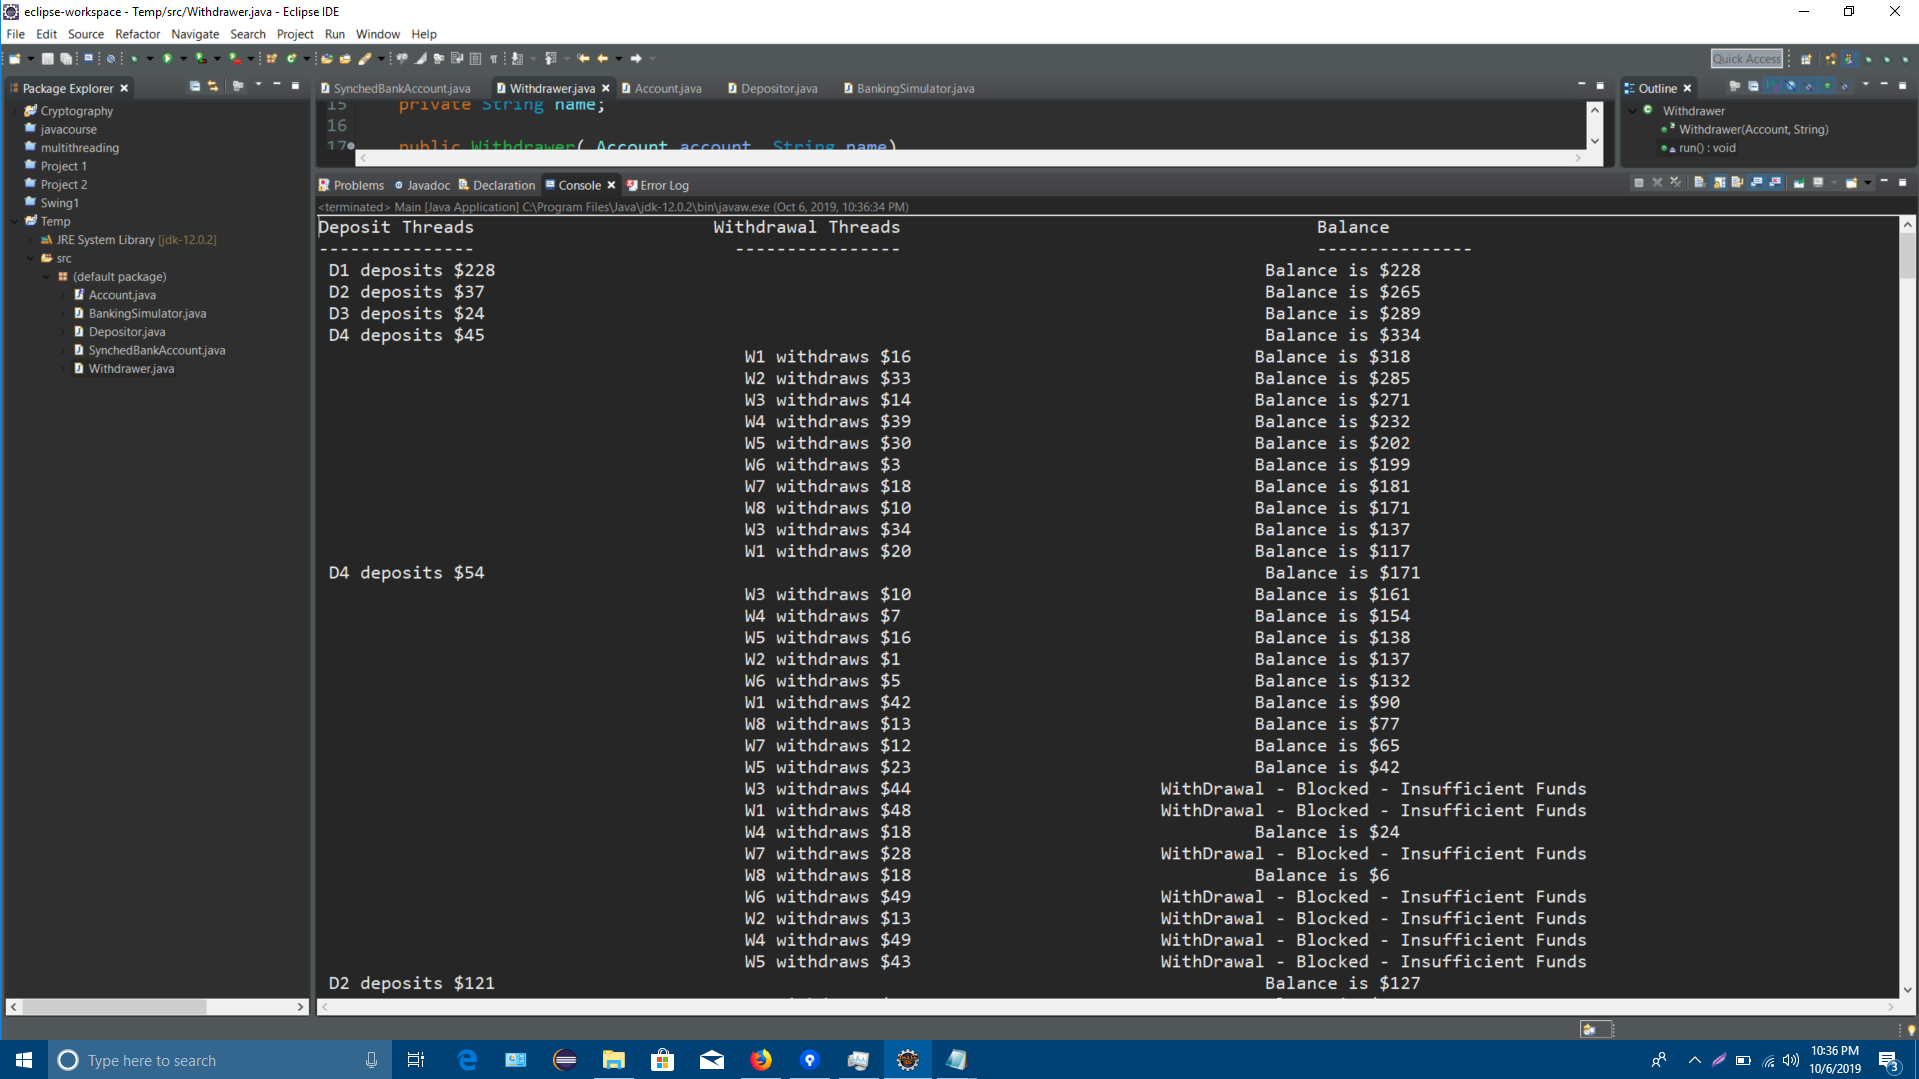 eclipse-workspace - Temp/src/Withdrawer.java - Eclipse IDE
File Edit Source Refactor Navigate Search Project Run Window Help
Quick Access
Package Explorer
Cryptography
javacourse
multithreading
Project 1
Project 2
Swing1
Temp
JRE System Library [jdk-12.0.2]
src
(default package)
Account.java
BankingSimulator.java
Depositor.java
SynchedBankAccount.java
Withdrawer.java
SynchedBankAccount.java Withdrawer.java Account.java Depositor.java BankingSimulator.java
15 private String name;
16
17 public Withdrawer( Account account, String name)
Outline
Withdrawer
Withdrawer(Account, String)
run() : void
Problems Javadoc Declaration Console Error Log
<terminated> Main [Java Application] C:\Program Files\Java\jdk-12.0.2\bin\javaw.exe (Oct 6, 2019, 10:36:34 PM)
Deposit Threads Withdrawal Threads Balance
--------------- ---------------- ---------------
D1 deposits $228 Balance is $228
D2 deposits $37 Balance is $265
D3 deposits $24 Balance is $289
D4 deposits $45 Balance is $334
W1 withdraws $16 Balance is $318
W2 withdraws $33 Balance is $285
W3 withdraws $14 Balance is $271
W4 withdraws $39 Balance is $232
W5 withdraws $30 Balance is $202
W6 withdraws $3 Balance is $199
W7 withdraws $18 Balance is $181
W8 withdraws $10 Balance is $171
W3 withdraws $34 Balance is $137
W1 withdraws $20 Balance is $117
D4 deposits $54 Balance is $171
W3 withdraws $10 Balance is $161
W4 withdraws $7 Balance is $154
W5 withdraws $16 Balance is $138
W2 withdraws $1 Balance is $137
W6 withdraws $5 Balance is $132
W1 withdraws $42 Balance is $90
W8 withdraws $13 Balance is $77
W7 withdraws $12 Balance is $65
W5 withdraws $23 Balance is $42
W3 withdraws $44 WithDrawal - Blocked - Insufficient Funds
W1 withdraws $48 WithDrawal - Blocked - Insufficient Funds
W4 withdraws $18 Balance is $24
W7 withdraws $28 WithDrawal - Blocked - Insufficient Funds
W8 withdraws $18 Balance is $6
W6 withdraws $49 WithDrawal - Blocked - Insufficient Funds
W2 withdraws $13 WithDrawal - Blocked - Insufficient Funds
W4 withdraws $49 WithDrawal - Blocked - Insufficient Funds
W5 withdraws $43 WithDrawal - Blocked - Insufficient Funds
D2 deposits $121 Balance is $127
Type here to search
10:36 PM
10/6/2019
3